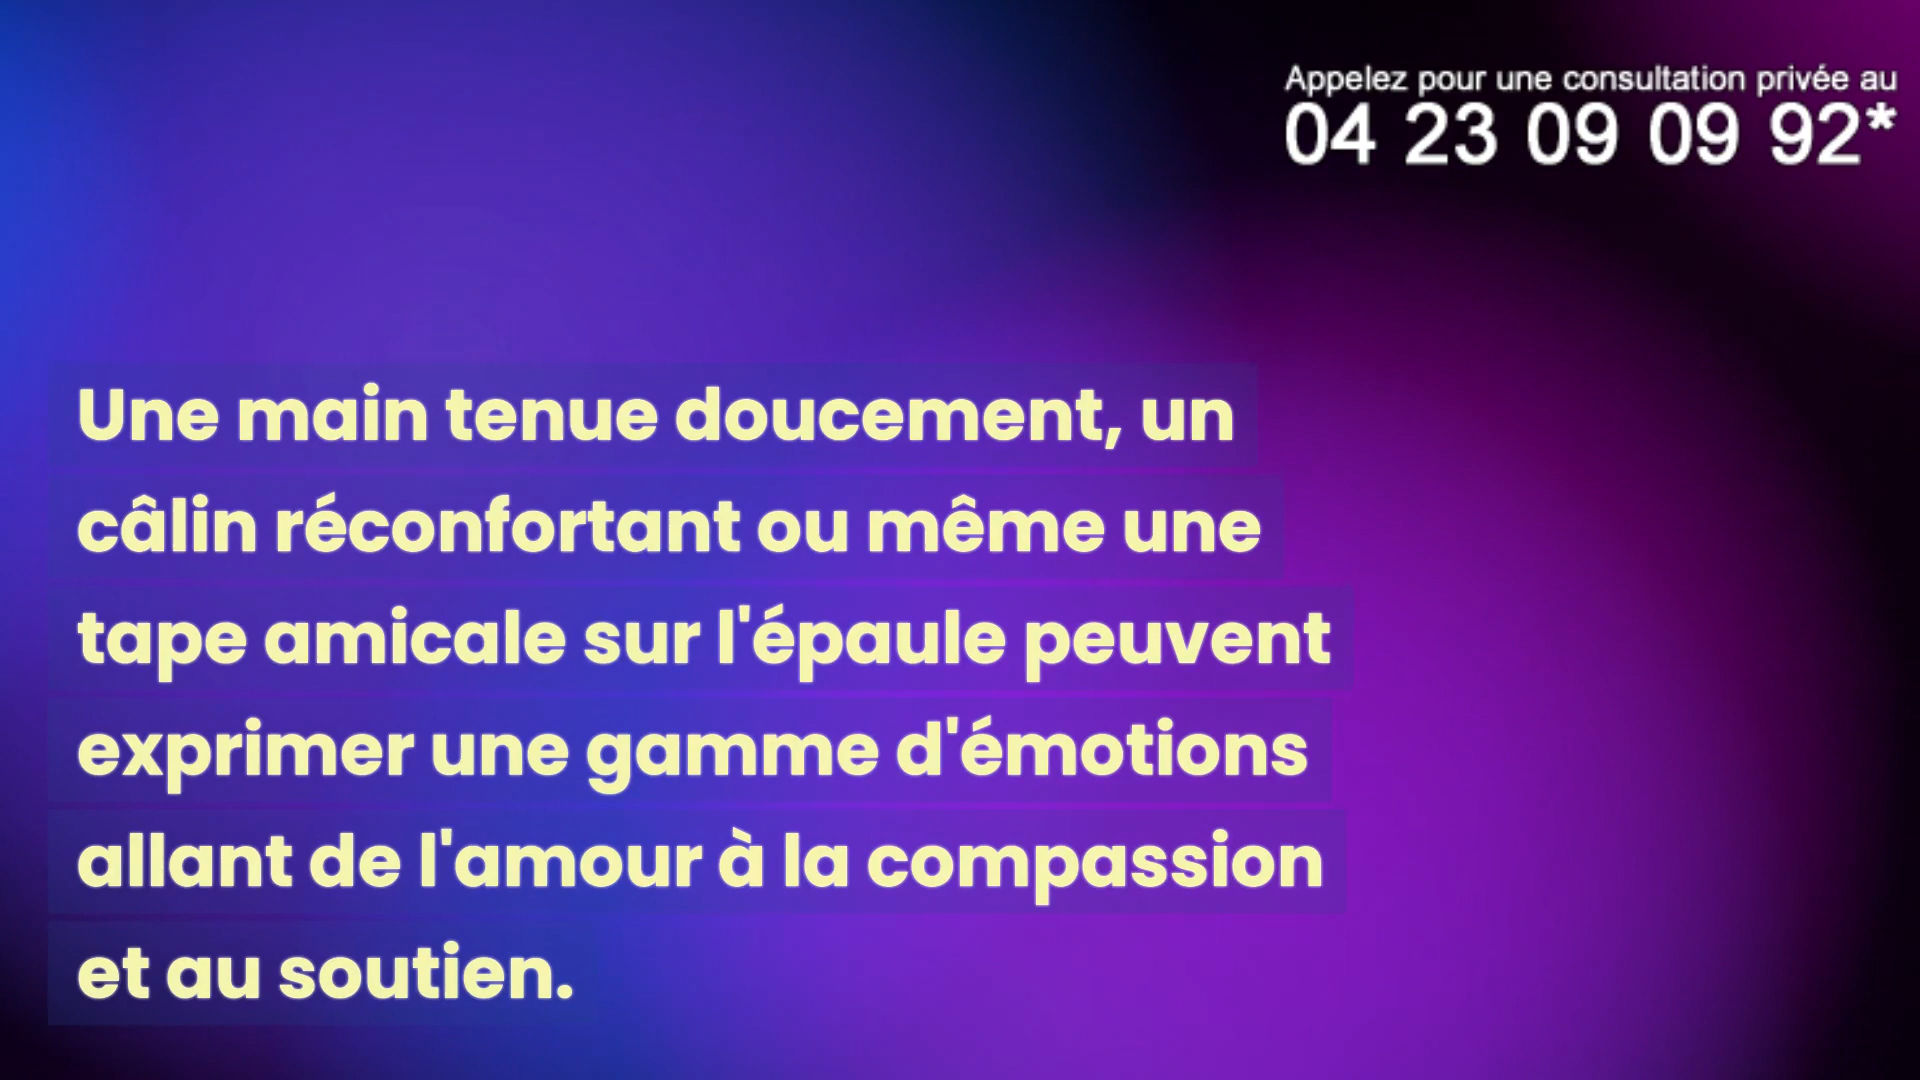 Appelez pour une consultation privée au
04 23 09 09 92*
Une main tenue doucement, un
câlin réconfortant ou même une
tape amicale sur l'épaule peuvent
exprimer une gamme d'émotions
allant de l'amour à la compassion
et au soutien.